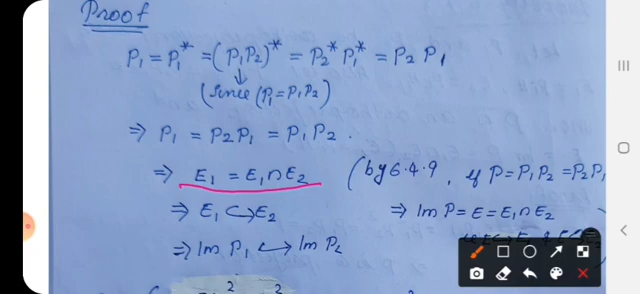 Proof
P₁ = P₁* = (P₁P₂)* = P₂* P₁* = P₂ P₁
↓
(Since (P₁ = P₁P₂)
⇒ P₁ = P₂P₁ = P₁P₂.
⇒ E₁ = E₁∩E₂ (by 6.4.9, if P = P₁P₂ = P₂P₁
⇒ E₁ ↪ E₂ ⇒ Im P = E = E₁∩E₂
⇒ Im P₁ ↪ Im P₂